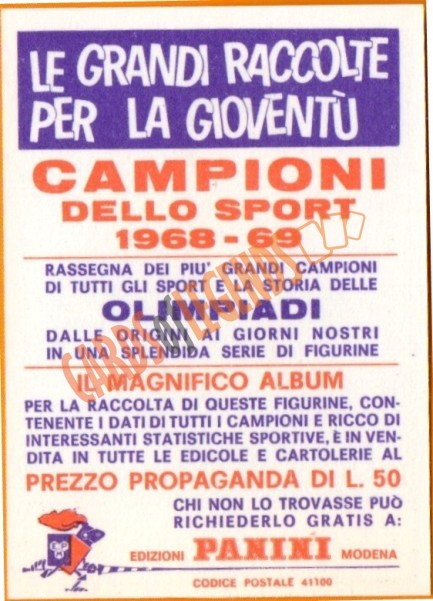 LE GRANDI RACCOLTE
PER LA GIOVENTÙ
CAMPIONI
DELLO SPORT
1968-69
RASSEGNA DEI PIU' GRANDI CAMPIONI
DI TUTTI GLI SPORT E LA STORIA DELLE
OLIMPIADI
DALLE ORIGINI AI GIORNI NOSTRI
IN UNA SPLENDIDA SERIE DI FIGURINE
IL MAGNIFICO ALBUM
PER LA RACCOLTA DI QUESTE FIGURINE, CON-
TENENTE I DATI DI TUTTI I CAMPIONI E RICCO DI
INTERESSANTI STATISTICHE SPORTIVE, È IN VEN-
DITA IN TUTTE LE EDICOLE E CARTOLERIE AL
PREZZO PROPAGANDA DI L. 50
CHI NON LO TROVASSE PUÒ
RICHIEDERLO GRATIS A:
EDIZIONI PANINI MODENA
CODICE POSTALE 41100
CARDS OF LEGENDS